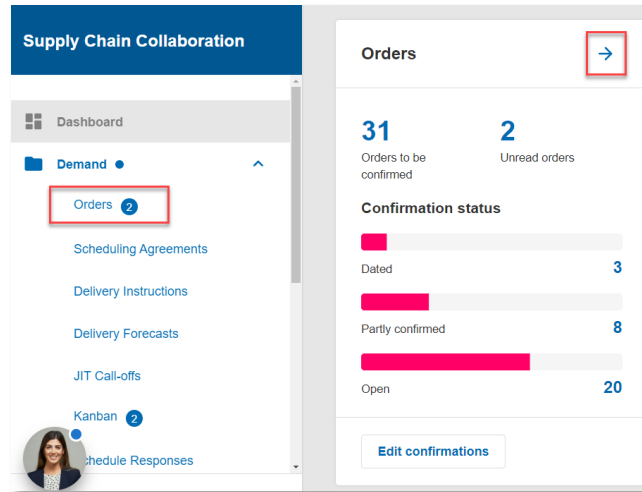 Supply Chain Collaboration
Dashboard
Demand
Orders 2
Scheduling Agreements
Delivery Instructions
Delivery Forecasts
JIT Call-offs
Kanban 2
chedule Responses
Orders
31
Orders to be
confirmed
2
Unread orders
Confirmation status
Dated 3
Partly confirmed 8
Open 20
Edit confirmations